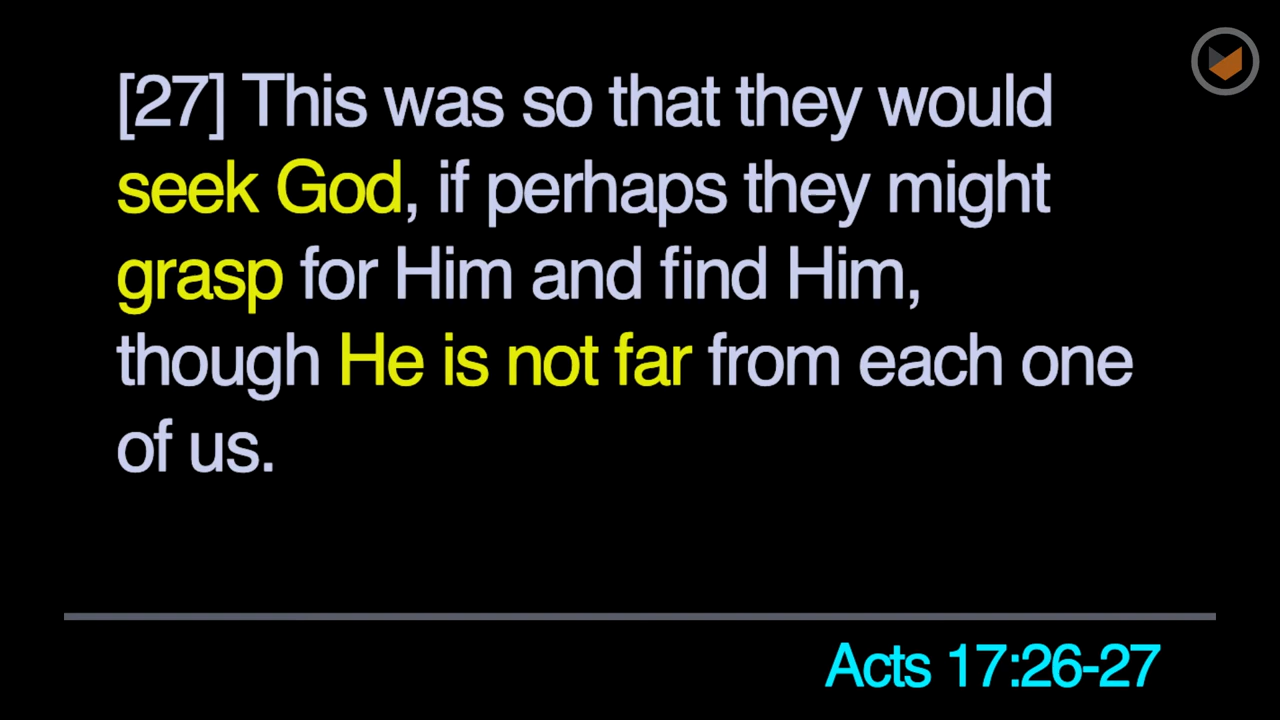 [27] This was so that they would
seek God, if perhaps they might
grasp for Him and find Him,
though He is not far from each one
of us.
Acts 17:26-27